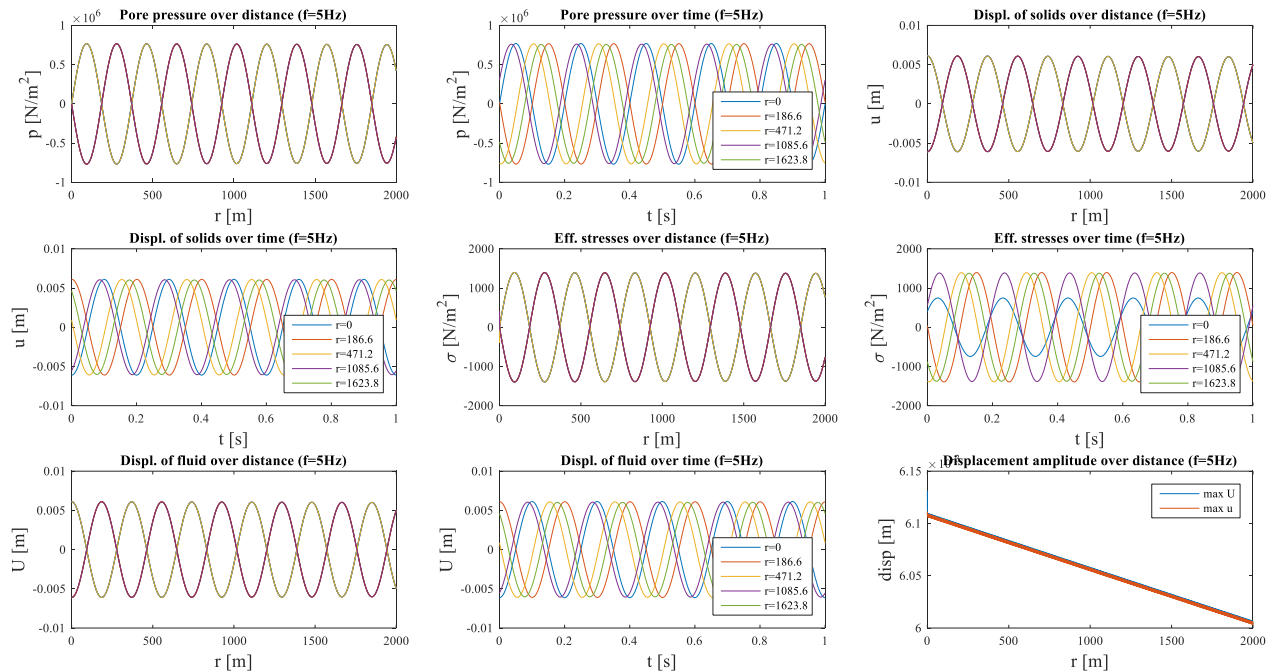 Pore pressure over distance (f=5Hz)
×10⁶
1
0.5
0
-0.5
-1
p [N/m²]
0 500 1000 1500 2000
r [m]
Pore pressure over time (f=5Hz)
×10⁶
1
0.5
0
-0.5
-1
p [N/m²]
r=0
r=186.6
r=471.2
r=1085.6
r=1623.8
0 0.2 0.4 0.6 0.8 1
t [s]
Displ. of solids over distance (f=5Hz)
0.01
0.005
0
-0.005
-0.01
u [m]
0 500 1000 1500 2000
r [m]
Displ. of solids over time (f=5Hz)
0.01
0.005
0
-0.005
-0.01
u [m]
r=0
r=186.6
r=471.2
r=1085.6
r=1623.8
0 0.2 0.4 0.6 0.8 1
t [s]
Eff. stresses over distance (f=5Hz)
2000
1000
0
-1000
-2000
σ [N/m²]
0 500 1000 1500 2000
r [m]
Eff. stresses over time (f=5Hz)
2000
1000
0
-1000
-2000
σ [N/m²]
r=0
r=186.6
r=471.2
r=1085.6
r=1623.8
0 0.2 0.4 0.6 0.8 1
t [s]
Displ. of fluid over distance (f=5Hz)
0.01
0.005
0
-0.005
-0.01
U [m]
0 500 1000 1500 2000
r [m]
Displ. of fluid over time (f=5Hz)
0.01
0.005
0
-0.005
-0.01
U [m]
r=0
r=186.6
r=471.2
r=1085.6
r=1623.8
0 0.2 0.4 0.6 0.8 1
t [s]
Displacement amplitude over distance (f=5Hz)
6.15
6.1
6.05
6
disp [m]
max U
max u
0 500 1000 1500 2000
r [m]